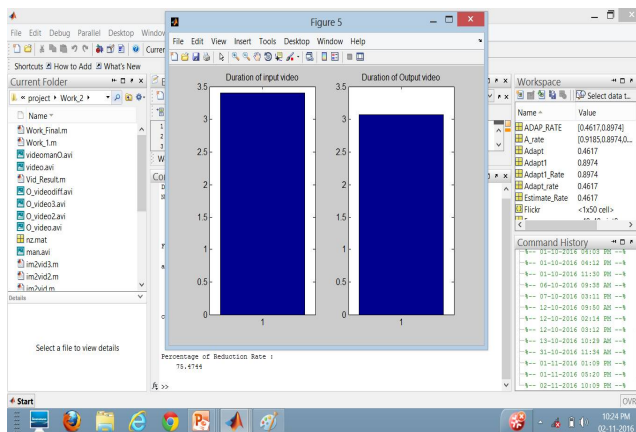 Figure 5
File Edit Debug Parallel Desktop Window
File Edit View Insert Tools Desktop Window Help
Shortcuts How to Add What's New
Current Folder
« project ▸ Work_2 ▸
Name
Work_Final.m
Work_1.m
videomanO.avi
video.avi
Vid_Result.m
O_videodiff.avi
O_video3.avi
O_video2.avi
O_video.avi
nz.mat
man.avi
im2vid3.m
im2vid2.m
im2vid.m
Details
Select a file to view details
Duration of input video
3.5
3
2.5
2
1.5
1
0.5
0
1
Duration of Output video
3.5
3
2.5
2
1.5
1
0.5
0
1
Percentage of Reduction Rate :
75.4744
fx >>
Workspace
Select data t...
Name Value
ADAP_RATE [0.4617,0.8974]
A_rate [0.9185,0.8974,0...
Adapt 0.4617
Adapt1 0.8974
Adapt1_Rate 0.8974
Adapt_rate 0.4617
Estimate_Rate 0.4617
Flickr <1x50 cell>
Command History
%-- 01-10-2016 04:03 PM --%
%-- 01-10-2016 04:12 PM --%
%-- 01-10-2016 11:30 PM --%
%-- 06-10-2016 09:38 AM --%
%-- 07-10-2016 03:11 PM --%
%-- 12-10-2016 09:50 AM --%
%-- 12-10-2016 02:14 PM --%
%-- 12-10-2016 03:12 PM --%
%-- 13-10-2016 10:29 AM --%
%-- 31-10-2016 11:34 AM --%
%-- 01-11-2016 01:09 PM --%
%-- 01-11-2016 05:20 PM --%
%-- 02-11-2016 10:09 PM --%
Start
OVR
10:24 PM
02-11-2016